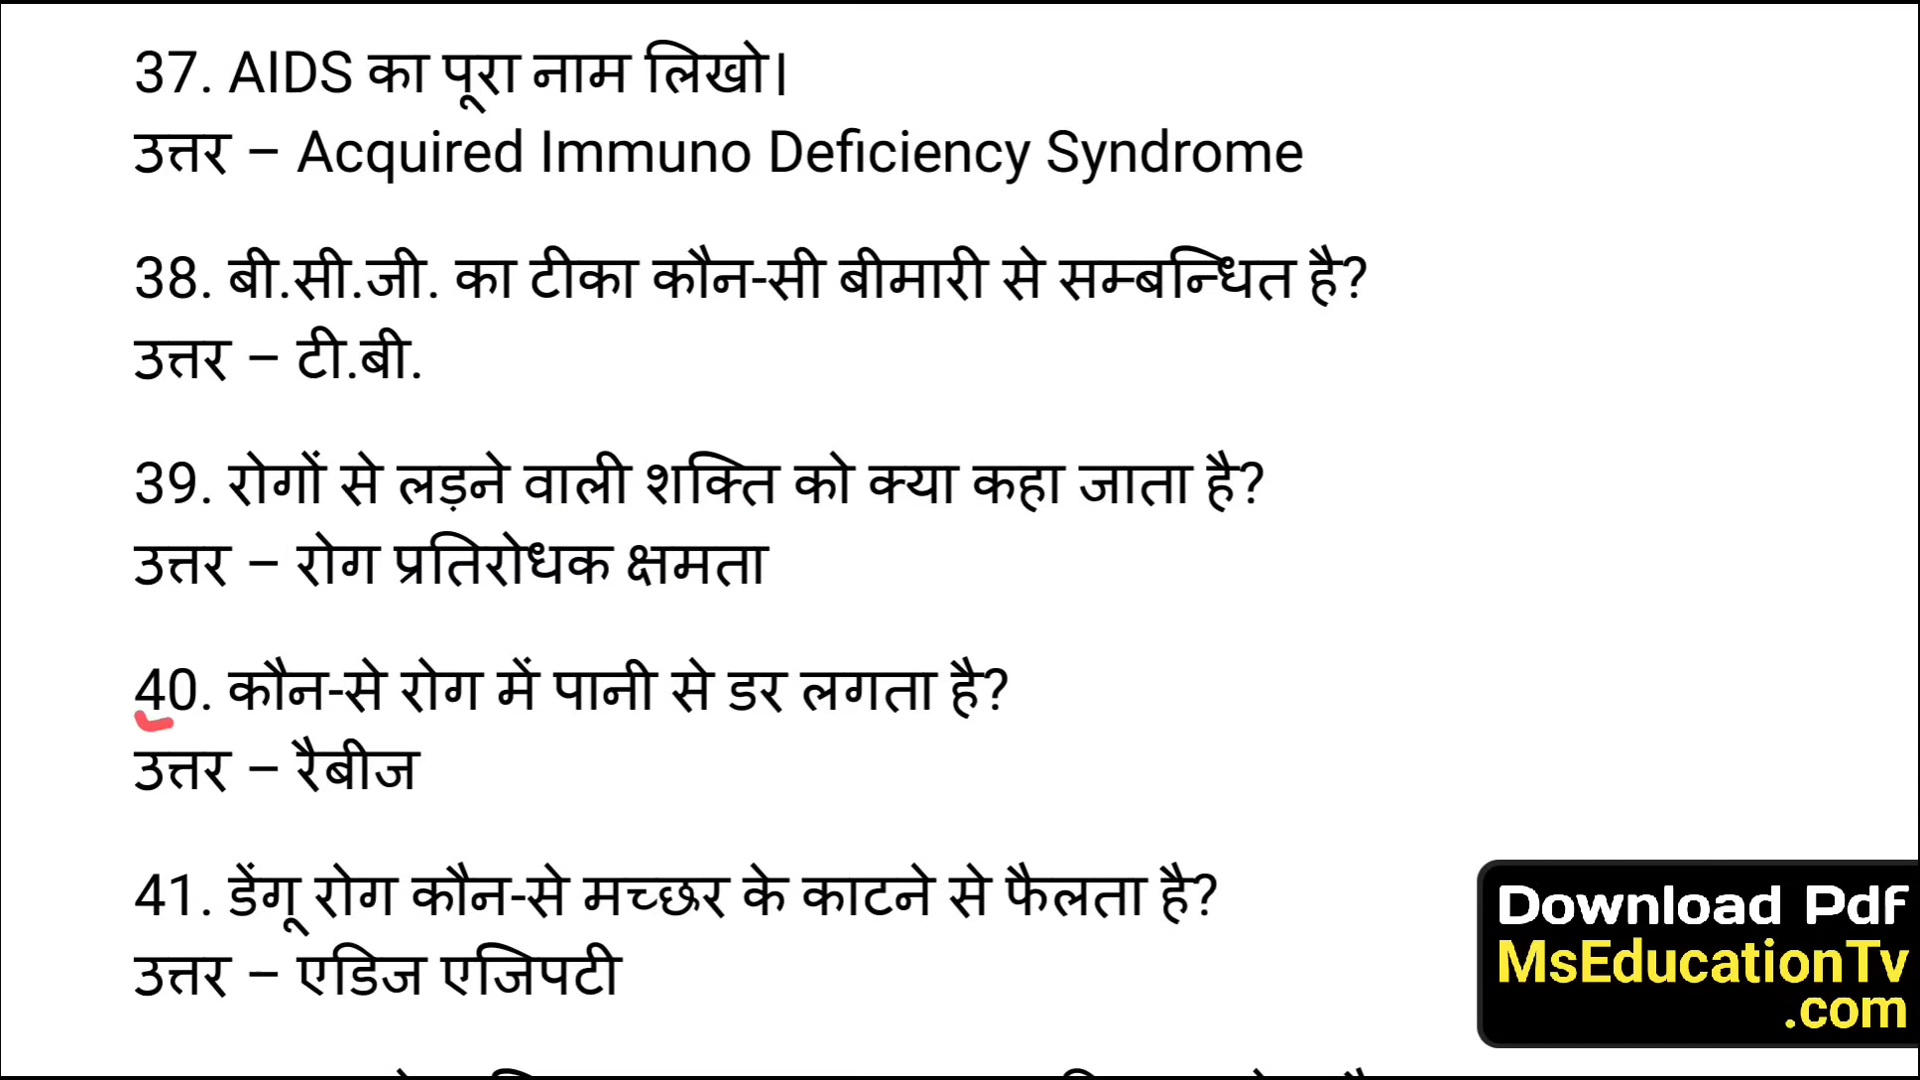 37. AIDS का पूरा नाम लिखो।
उत्तर – Acquired Immuno Deficiency Syndrome
38. बी.सी.जी. का टीका कौन-सी बीमारी से सम्बन्धित है?
उत्तर – टी.बी.
39. रोगों से लड़ने वाली शक्ति को क्या कहा जाता है?
उत्तर – रोग प्रतिरोधक क्षमता
40. कौन-से रोग में पानी से डर लगता है?
उत्तर – रैबीज
41. डेंगू रोग कौन-से मच्छर के काटने से फैलता है?
उत्तर – एडिज एजिपटी
Download Pdf
MsEducationTv
.com